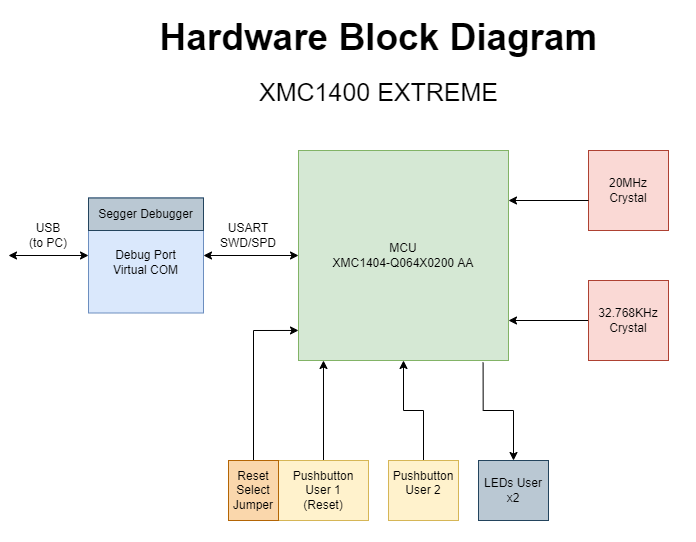 Hardware Block Diagram
XMC1400 EXTREME
Segger Debugger
Debug Port
Virtual COM
USB
(to PC)
USART
SWD/SPD
MCU
XMC1404-Q064X0200 AA
20MHz
Crystal
32.768KHz
Crystal
Reset
Select
Jumper
Pushbutton
User 1
(Reset)
Pushbutton
User 2
LEDs User
x2